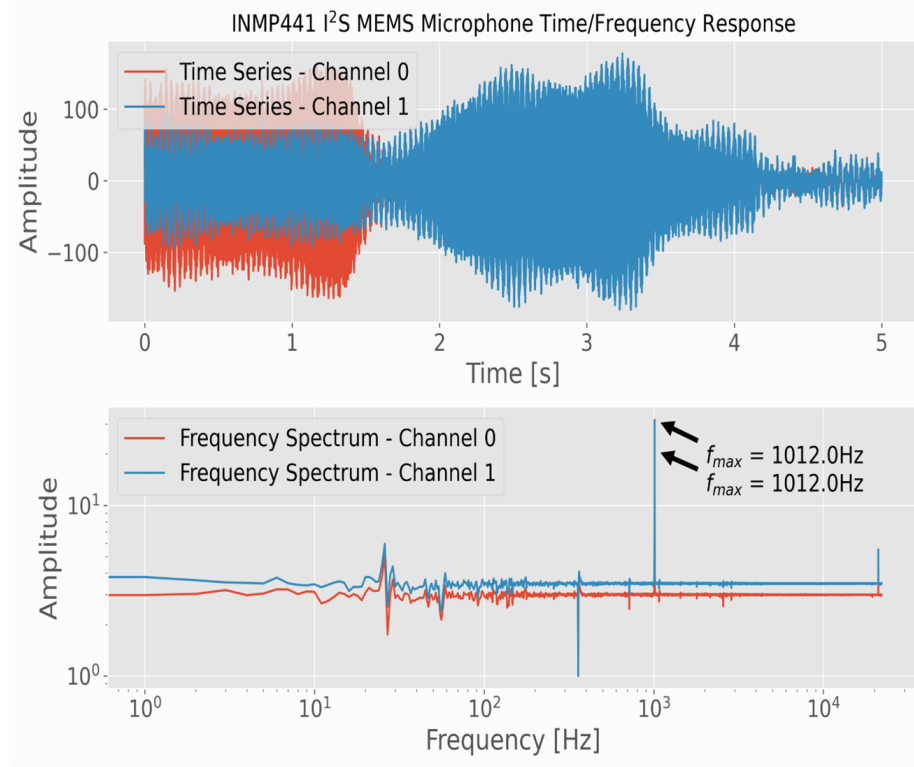 INMP441 I²S MEMS Microphone Time/Frequency Response
Time Series - Channel 0
Time Series - Channel 1
Amplitude
100
0
−100
0 1 2 3 4 5
Time [s]
Frequency Spectrum - Channel 0
Frequency Spectrum - Channel 1
f_max = 1012.0Hz
f_max = 1012.0Hz
Amplitude
10¹
10⁰
10⁰ 10¹ 10² 10³ 10⁴
Frequency [Hz]